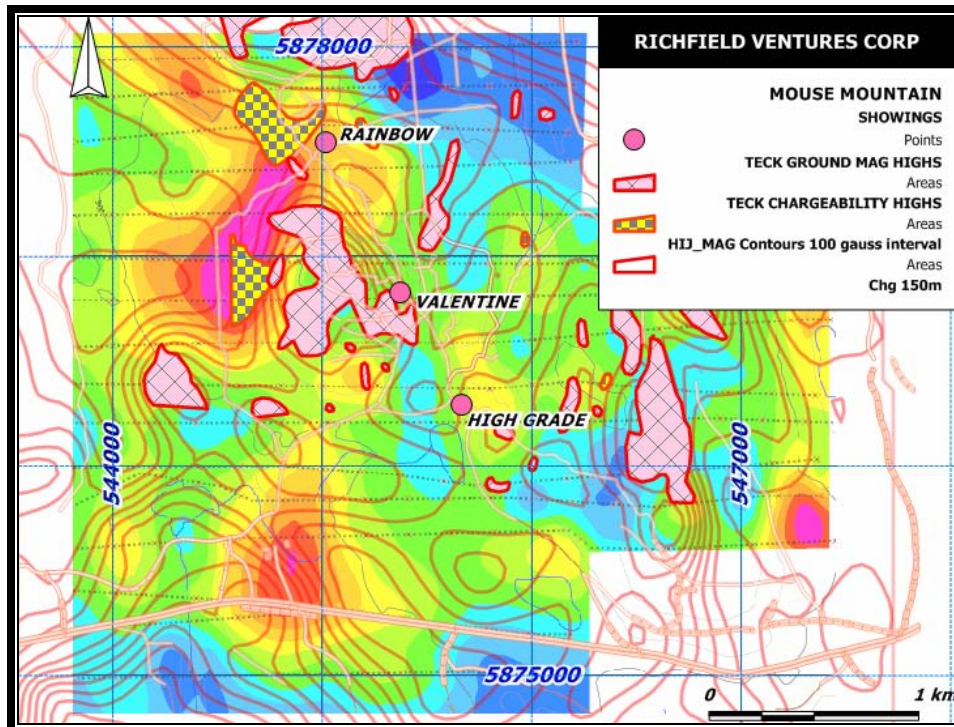 5878000
RICHFIELD VENTURES CORP
MOUSE MOUNTAIN
SHOWINGS
Points
TECK GROUND MAG HIGHS
Areas
TECK CHARGEABILITY HIGHS
Areas
HIJ_MAG Contours 100 gauss interval
Areas
Chg 150m
RAINBOW
VALENTINE
HIGH GRADE
544000
547000
5875000
0 1 km